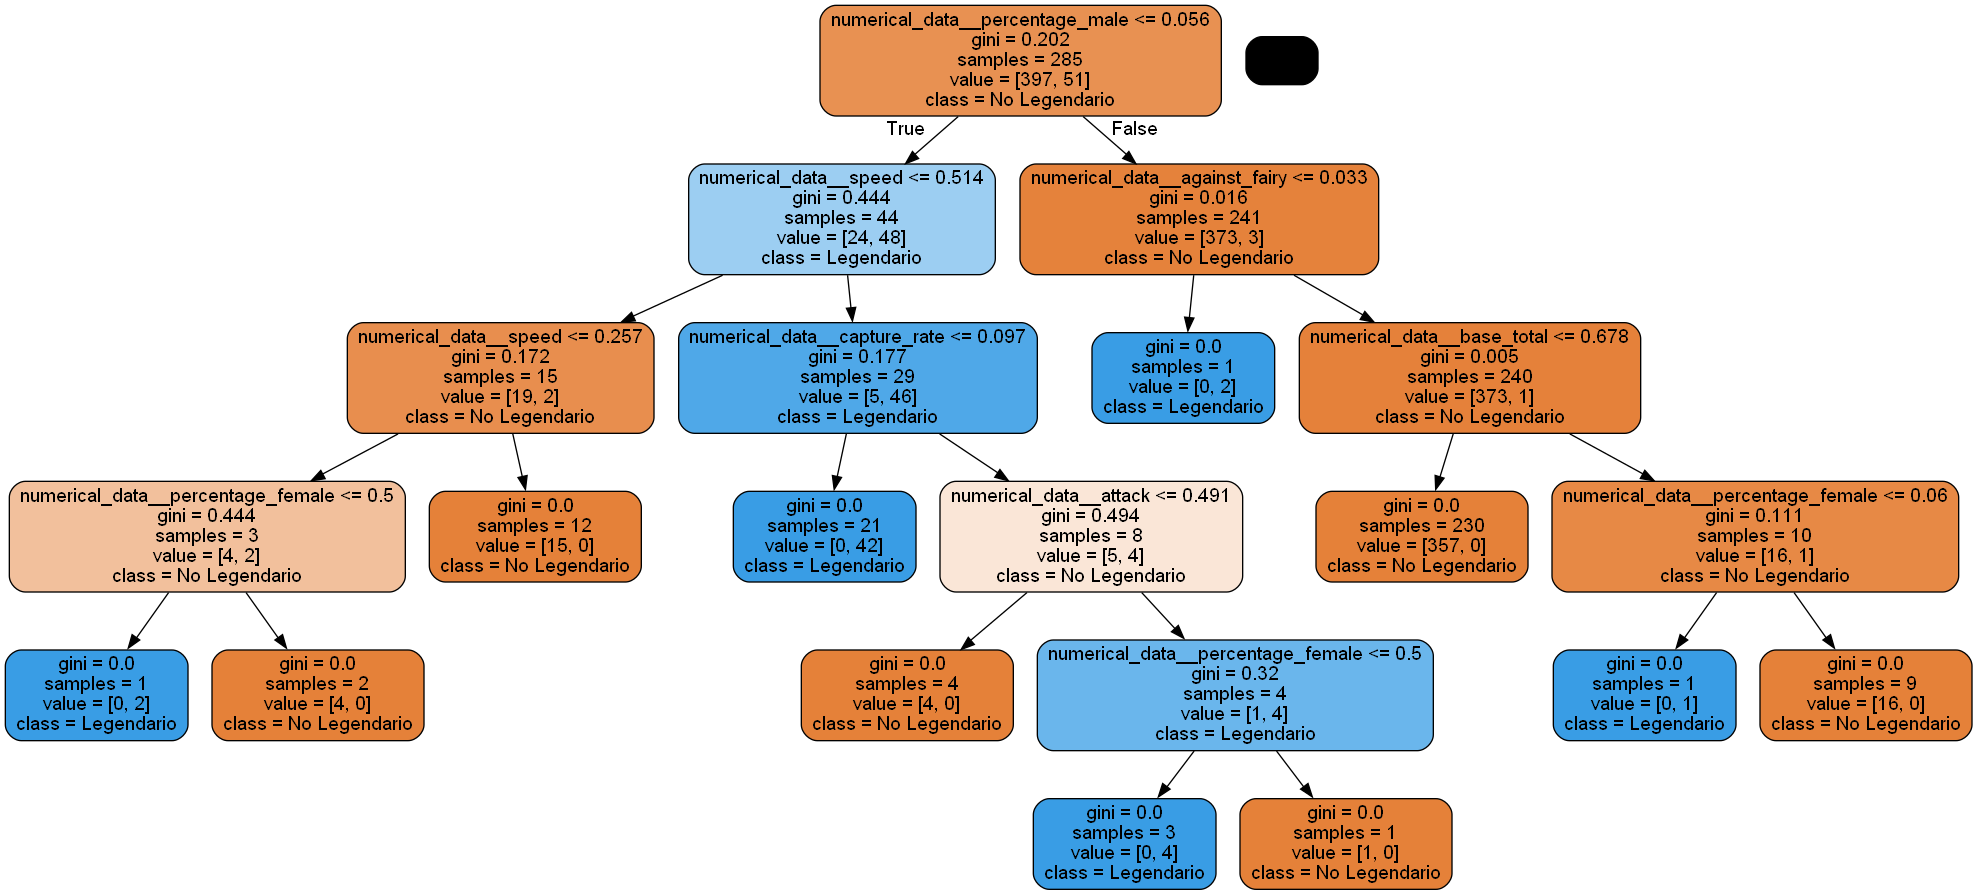 numerical_data__percentage_male <= 0.056
gini = 0.202
samples = 285
value = [397, 51]
class = No Legendario
True
False
numerical_data__speed <= 0.514
gini = 0.444
samples = 44
value = [24, 48]
class = Legendario
numerical_data__against_fairy <= 0.033
gini = 0.016
samples = 241
value = [373, 3]
class = No Legendario
numerical_data__speed <= 0.257
gini = 0.172
samples = 15
value = [19, 2]
class = No Legendario
numerical_data__capture_rate <= 0.097
gini = 0.177
samples = 29
value = [5, 46]
class = Legendario
gini = 0.0
samples = 1
value = [0, 2]
class = Legendario
numerical_data__base_total <= 0.678
gini = 0.005
samples = 240
value = [373, 1]
class = No Legendario
numerical_data__percentage_female <= 0.5
gini = 0.444
samples = 3
value = [4, 2]
class = No Legendario
gini = 0.0
samples = 12
value = [15, 0]
class = No Legendario
gini = 0.0
samples = 21
value = [0, 42]
class = Legendario
numerical_data__attack <= 0.491
gini = 0.494
samples = 8
value = [5, 4]
class = No Legendario
gini = 0.0
samples = 230
value = [357, 0]
class = No Legendario
numerical_data__percentage_female <= 0.06
gini = 0.111
samples = 10
value = [16, 1]
class = No Legendario
gini = 0.0
samples = 1
value = [0, 2]
class = Legendario
gini = 0.0
samples = 2
value = [4, 0]
class = No Legendario
gini = 0.0
samples = 4
value = [4, 0]
class = No Legendario
numerical_data__percentage_female <= 0.5
gini = 0.32
samples = 4
value = [1, 4]
class = Legendario
gini = 0.0
samples = 1
value = [0, 1]
class = Legendario
gini = 0.0
samples = 9
value = [16, 0]
class = No Legendario
gini = 0.0
samples = 3
value = [0, 4]
class = Legendario
gini = 0.0
samples = 1
value = [1, 0]
class = No Legendario